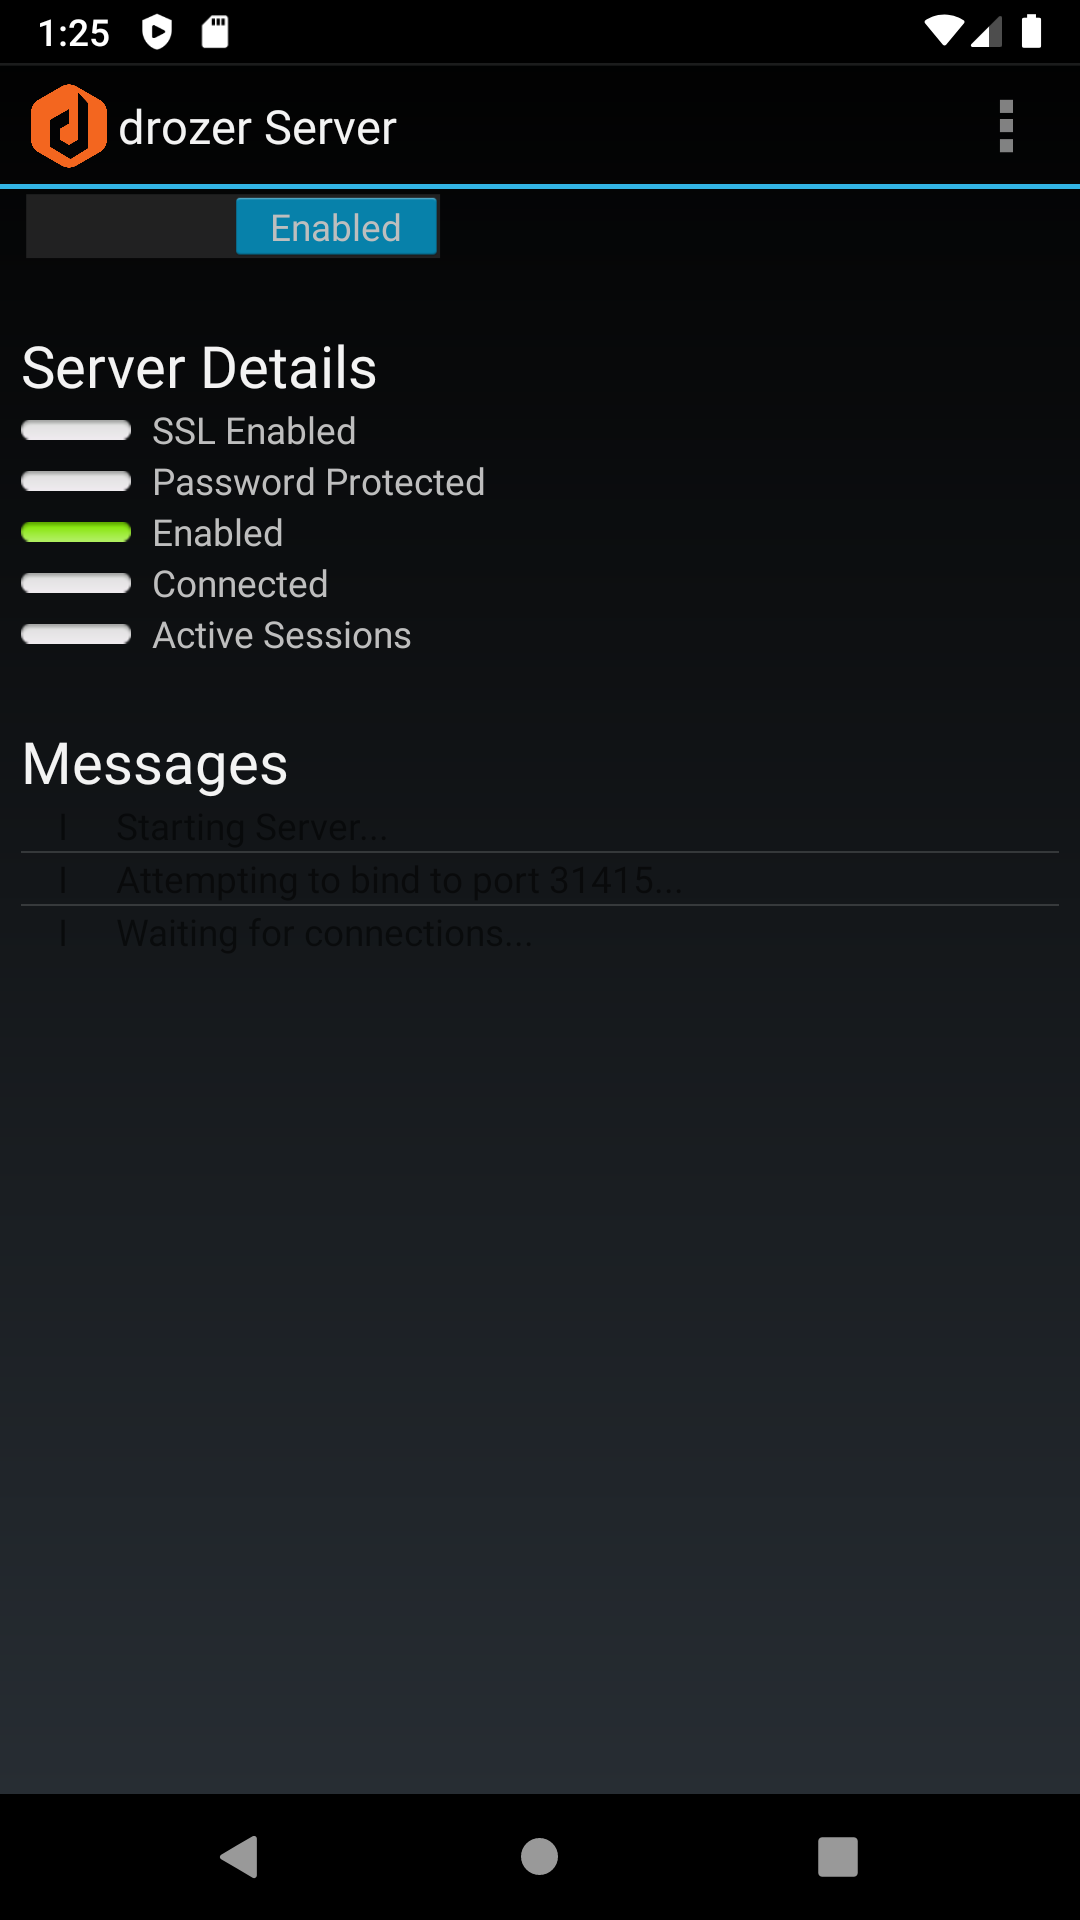 1:25
drozer Server
Enabled
Server Details
SSL Enabled
Password Protected
Enabled
Connected
Active Sessions
Messages
I Starting Server...
I Attempting to bind to port 31415...
I Waiting for connections...